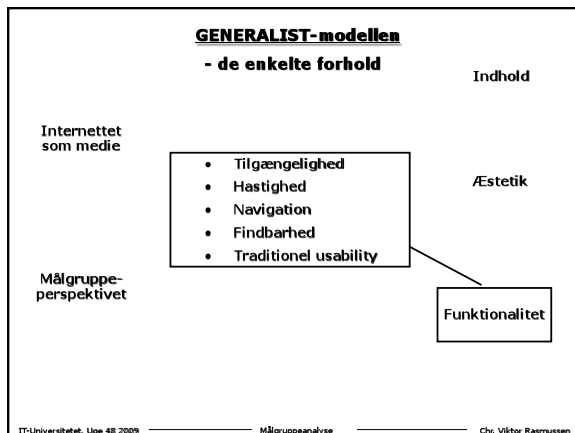 GENERALIST-modellen
- de enkelte forhold
Indhold
Internettet
som medie
• Tilgængelighed
• Hastighed
• Navigation
• Findbarhed
• Traditionel usability
Æstetik
Målgruppe-
perspektivet
Funktionalitet
IT-Universitetet, Uge 48 2009 Målgruppeanalyse Chr. Viktor Rasmussen